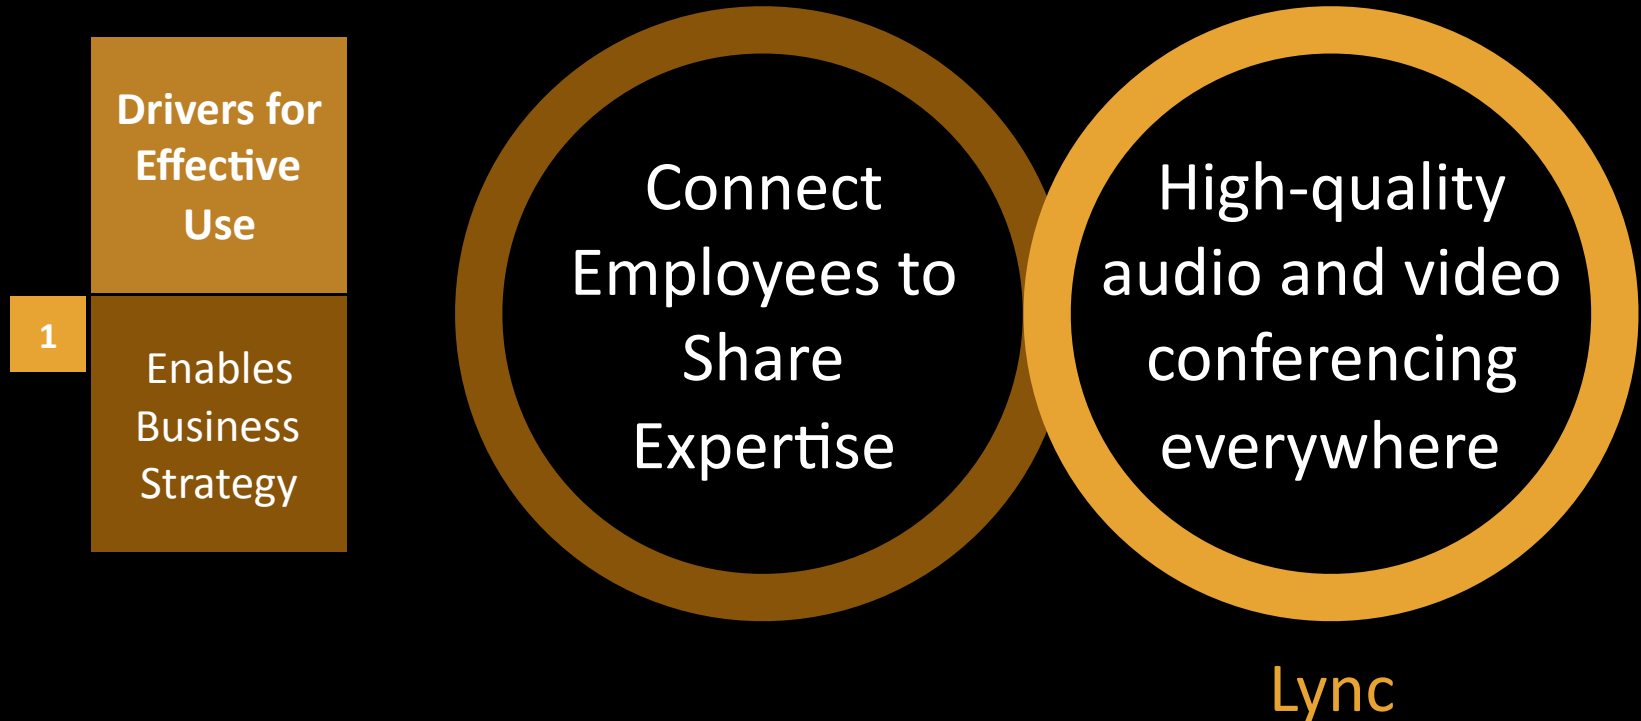 Drivers for
Effective
Use
1
Enables
Business
Strategy
Connect
Employees to
Share
Expertise
High-quality
audio and video
conferencing
everywhere
Lync